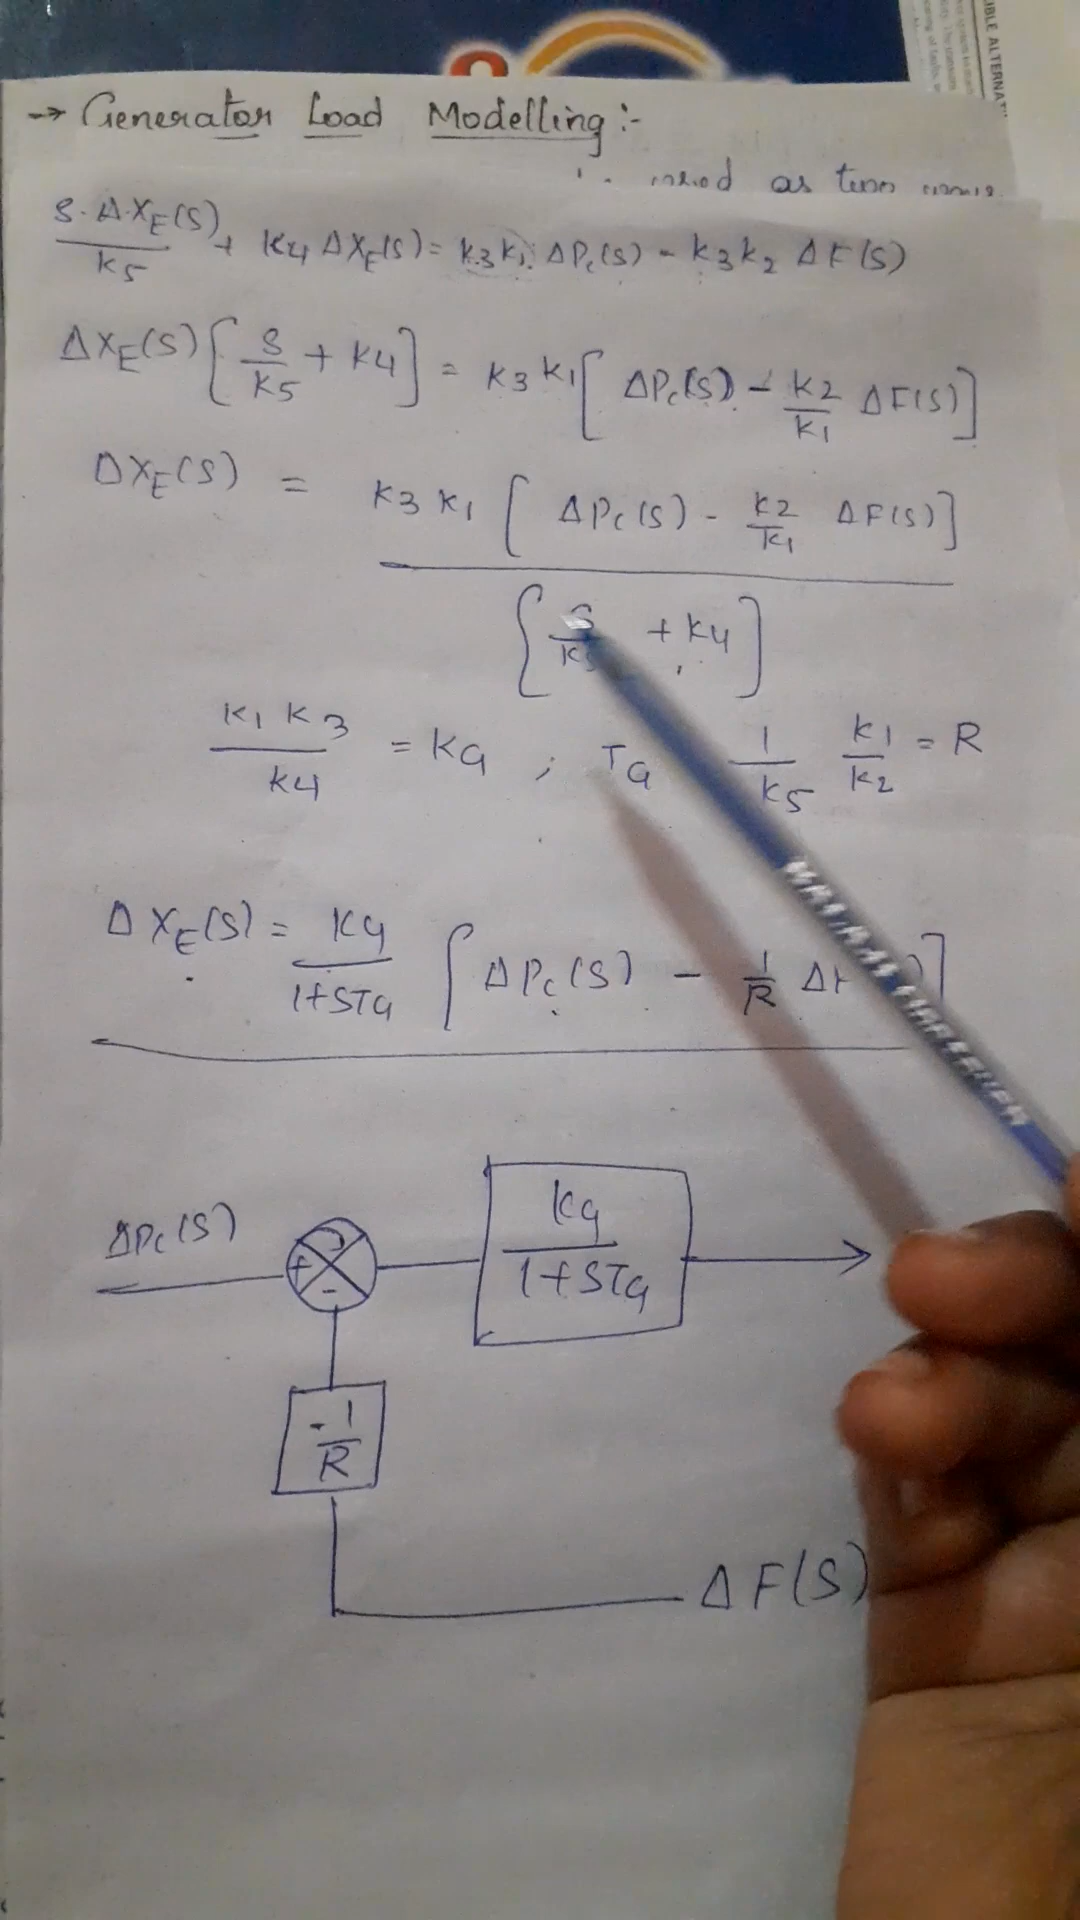 → Generator Load Modelling :-
as
S·ΔX_E(S)/K5 + K4 ΔX_E(S) = K3K1 ΔPc(S) - K3K2 ΔF(S)
ΔX_E(S) [ S/K5 + K4 ] = K3 K1 [ ΔPc(S) - K2/K1 ΔF(S) ]
ΔX_E(S) = K3 K1 [ ΔPc(S) - K2/K1 ΔF(S) ]
[ S/K5 + K4 ]
K1 K3/K4 = KG ; TG 1/K5 K1/K2 = R
ΔX_E(S) = KG/1+STG [ ΔPc(S) - 1/R Δ ]
ΔPc(S)
+
-
KG/1+STG
-1/R
ΔF(S)